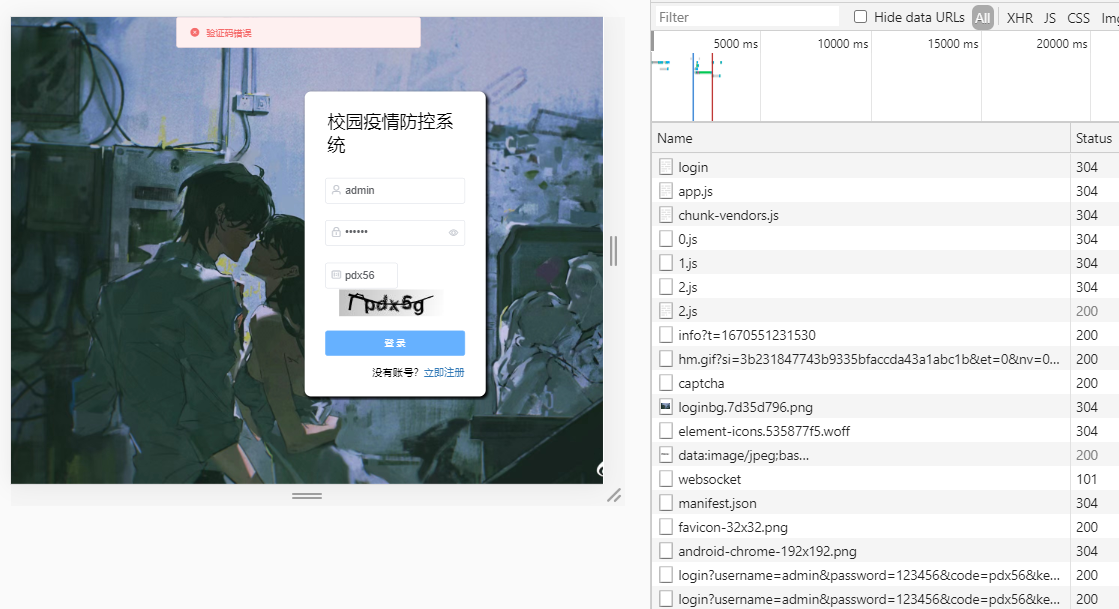 验证码错误
校园疫情防控系
统
admin
••••••
pdx56
pdx5g
登录
没有账号？立即注册
Filter
Hide data URLs
All
XHR
JS
CSS
Img
5000 ms
10000 ms
15000 ms
20000 ms
Name
Status
login
304
app.js
304
chunk-vendors.js
304
0.js
304
1.js
304
2.js
304
2.js
200
info?t=1670551231530
200
hm.gif?si=3b231847743b9335bfaccda43a1abc1b&et=0&nv=0...
200
captcha
200
loginbg.7d35d796.png
304
element-icons.535877f5.woff
304
data:image/jpeg;bas...
200
websocket
101
manifest.json
304
favicon-32x32.png
200
android-chrome-192x192.png
304
login?username=admin&password=123456&code=pdx56&ke...
200
login?username=admin&password=123456&code=pdx56&ke...
200